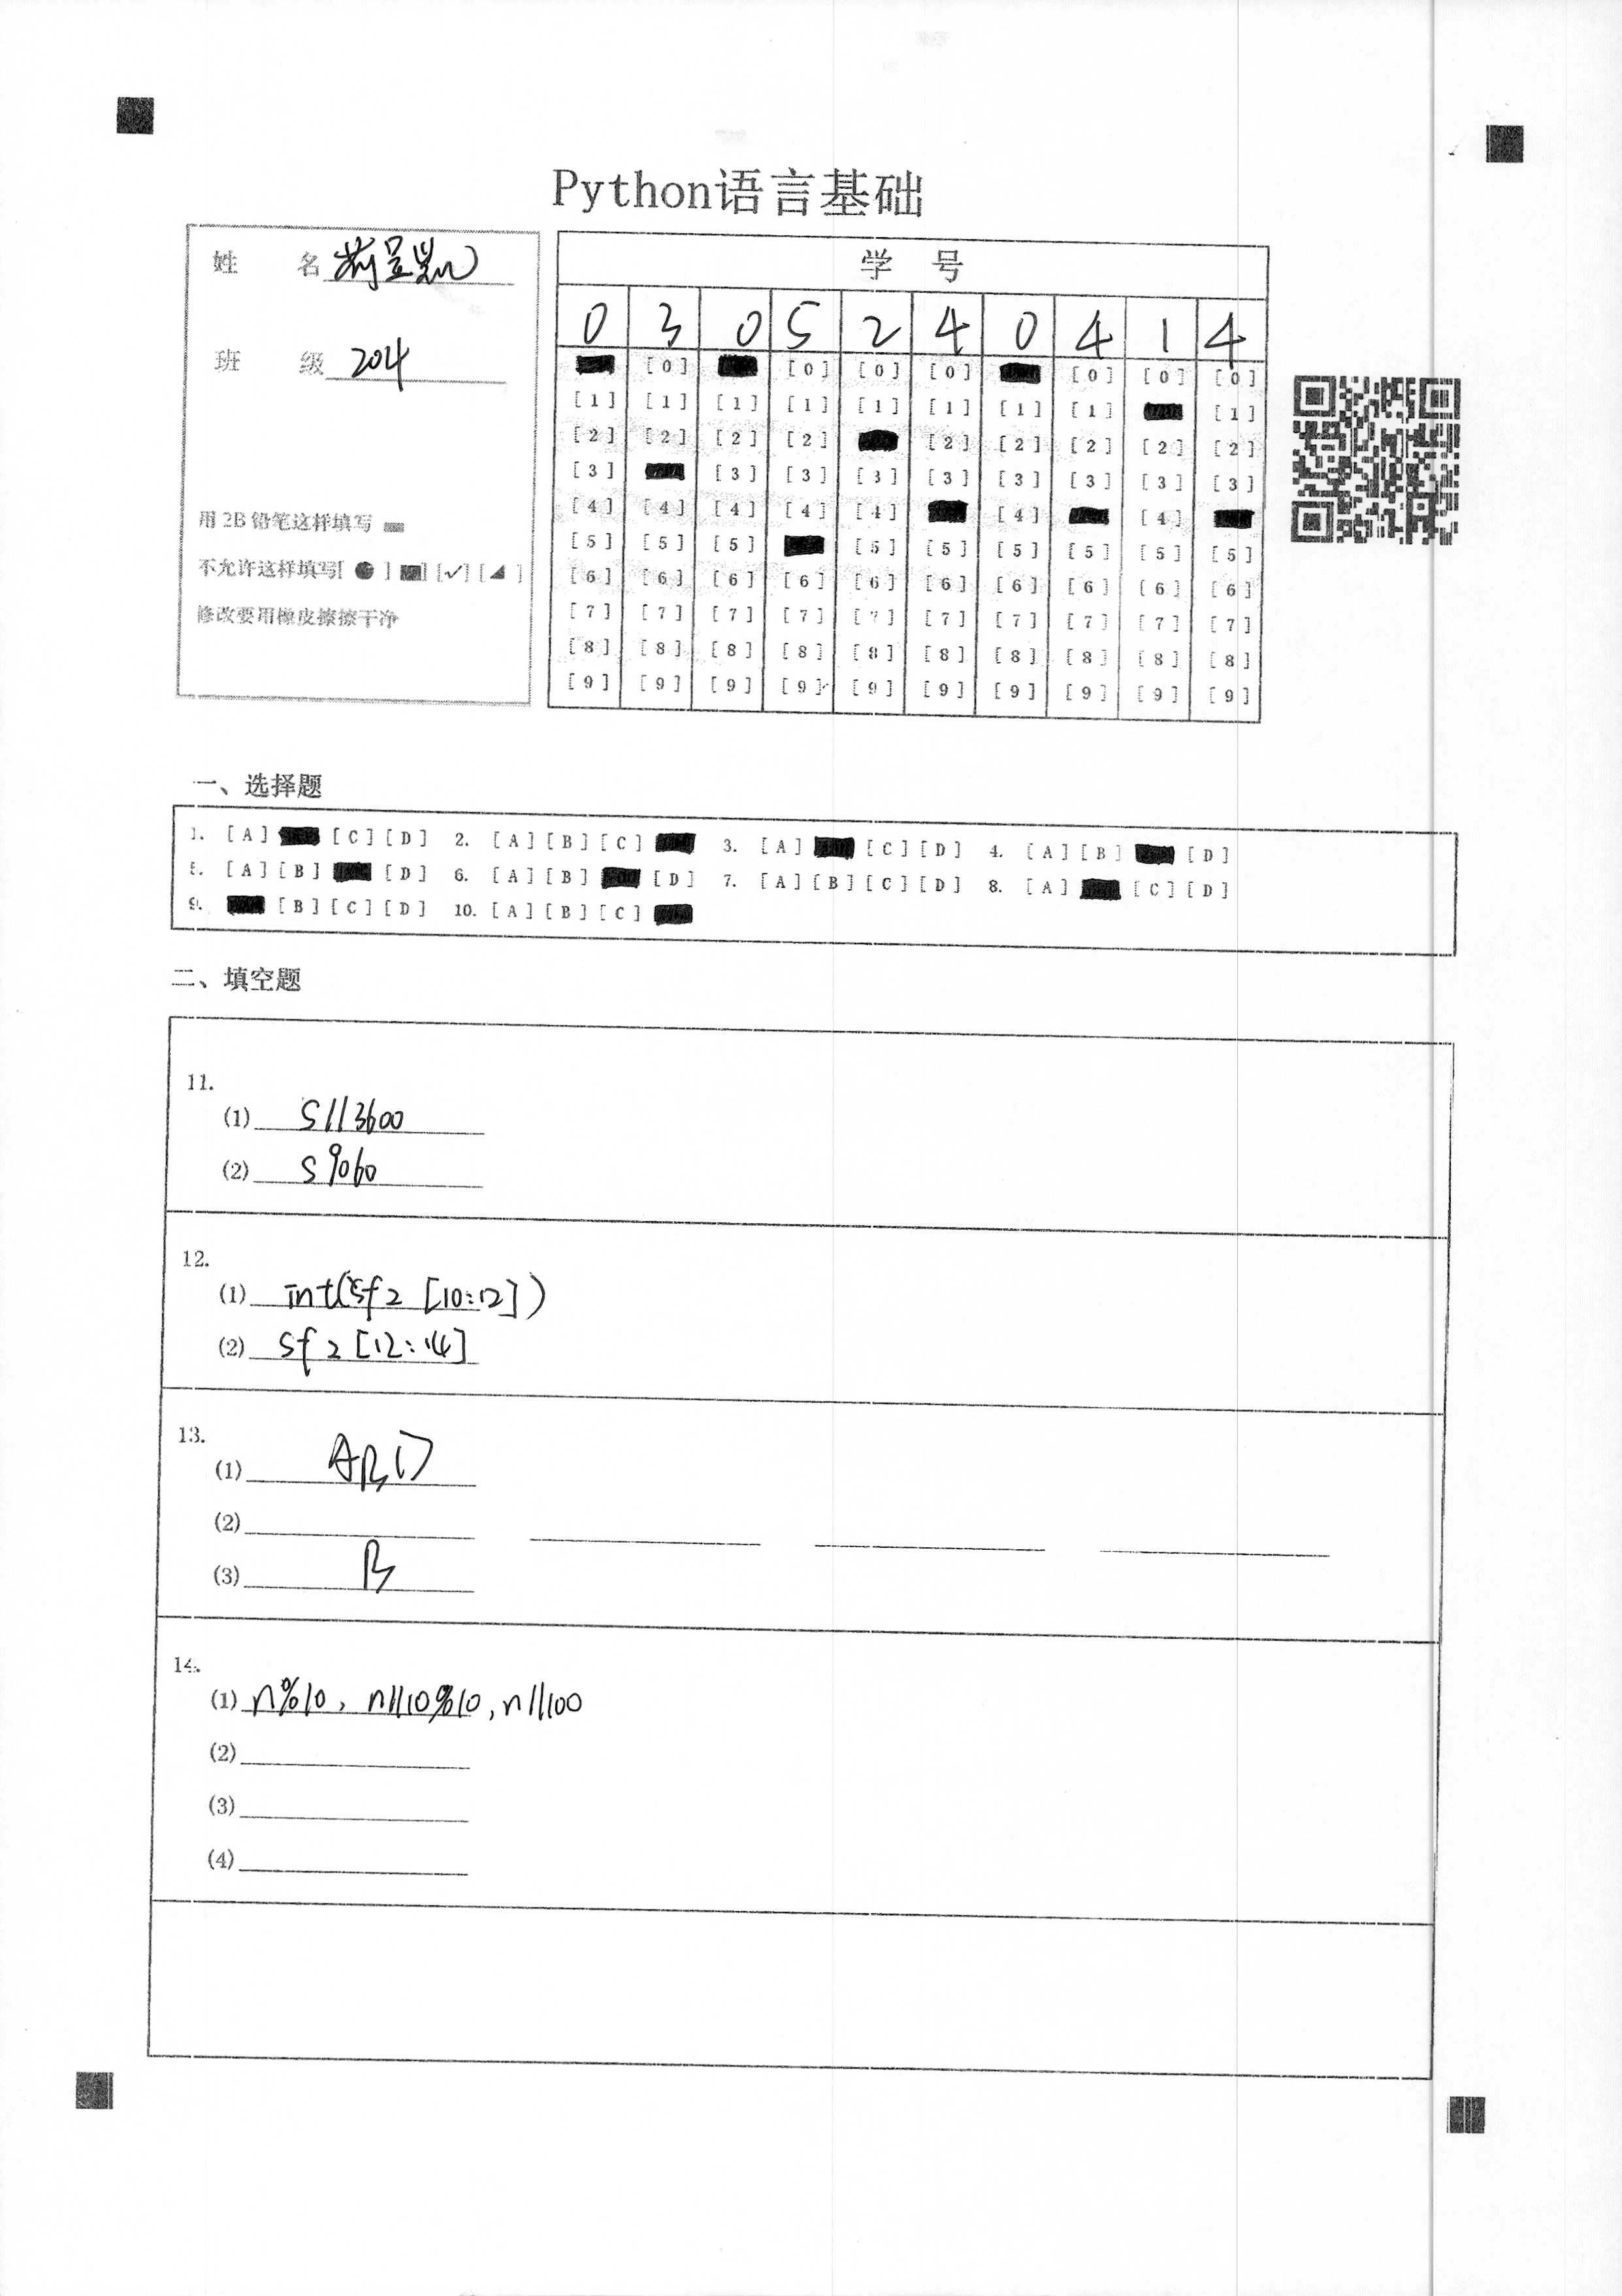 Python语言基础
姓 名
班 级 204
用 2B 铅笔这样填写
不允许这样填写[ ● ] [■] [✓] [◢ ]
修改要用橡皮擦擦干净
学 号
0 3 0 5 2 4 0 4 1 4
[0] [0] [0] [0] [0] [0] [0]
[1] [1] [1] [1] [1] [1] [1] [1] [1]
[2] [2] [2] [2] [2] [2] [2] [2] [2]
[3] [3] [3] [3] [3] [3] [3] [3] [3]
[4] [4] [4] [4] [4] [4] [4]
[5] [5] [5] [5] [5] [5] [5] [5] [5]
[6] [6] [6] [6] [6] [6] [6] [6] [6] [6]
[7] [7] [7] [7] [7] [7] [7] [7] [7] [7]
[8] [8] [8] [8] [8] [8] [8] [8] [8] [8]
[9] [9] [9] [9] [9] [9] [9] [9] [9] [9]
一、选择题
1. [A] [C] [D] 2. [A] [B] [C] 3. [A] [C] [D] 4. [A] [B] [D]
5. [A] [B] [D] 6. [A] [B] [D] 7. [A] [B] [C] [D] 8. [A] [C] [D]
9. [B] [C] [D] 10. [A] [B] [C]
二、填空题
11.
(1) s//3600
(2) s%60
12.
(1) int(sf2 [10:12])
(2) sf2[12:14]
13.
(1) ABD
(2)
(3) B
14.
(1) n%10, n//10%10, n//100
(2)
(3)
(4)